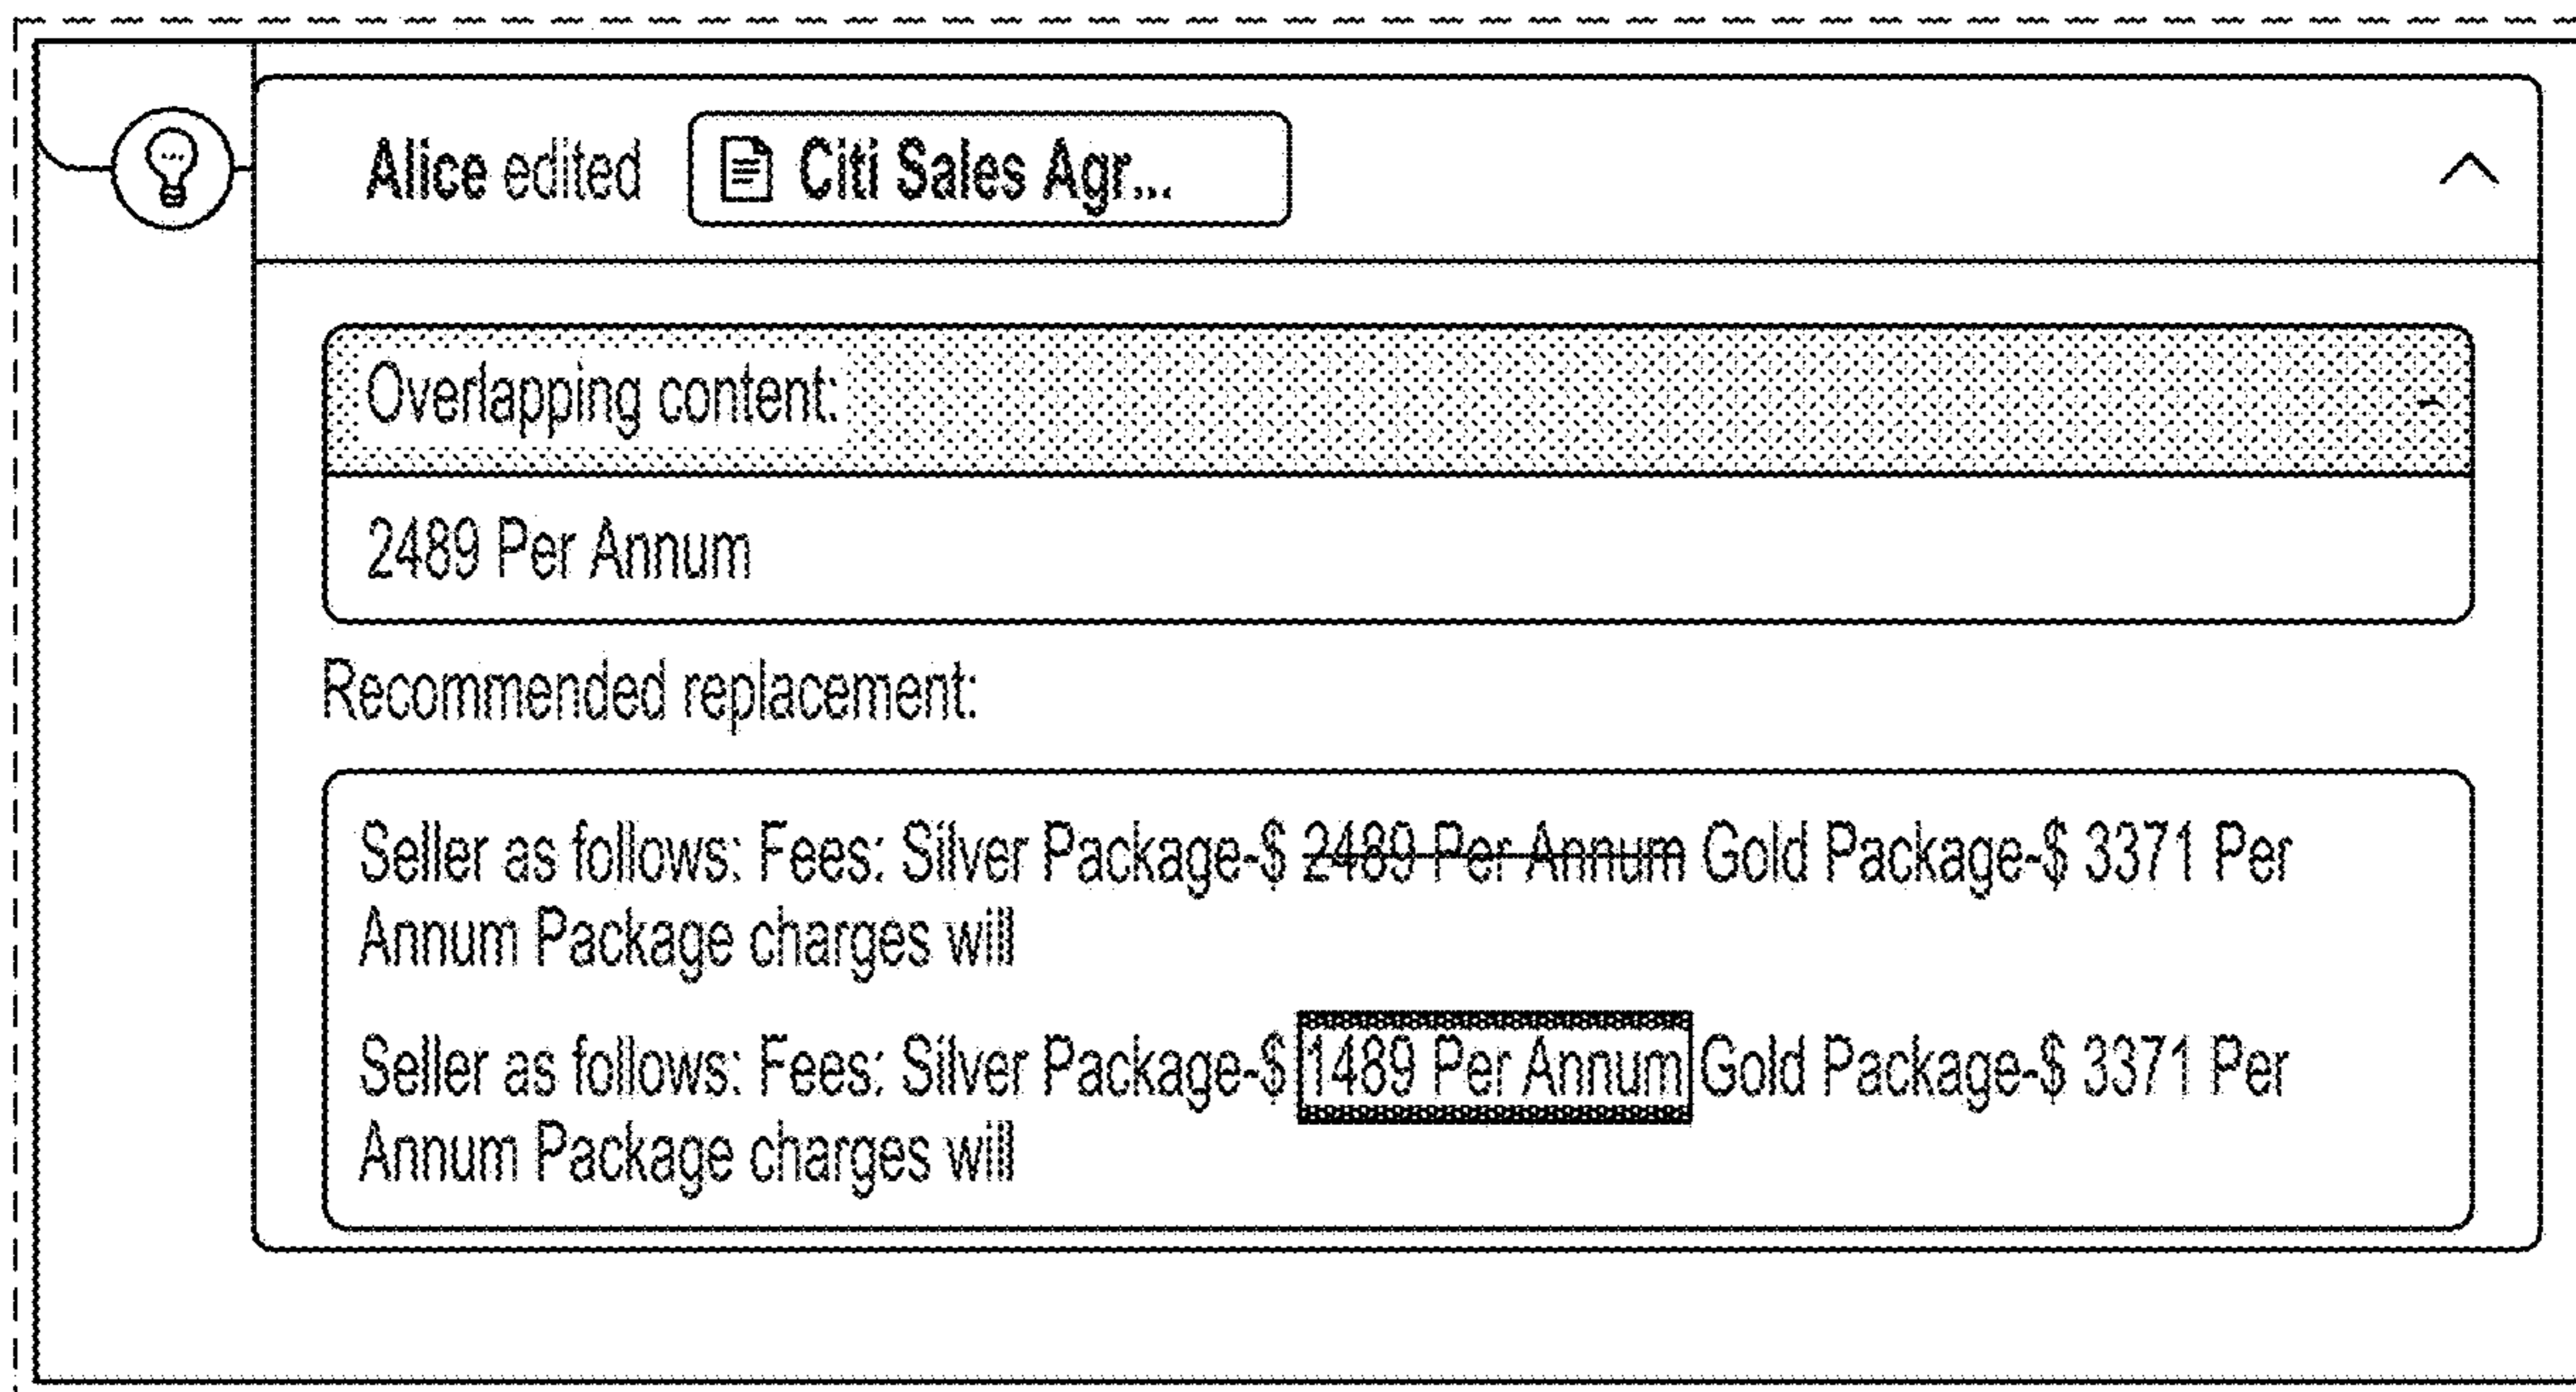 Alice edited Citi Sales Agr...
Overlapping content:
2489 Per Annum
Recommended replacement:
Seller as follows: Fees: Silver Package-$ 2489 Per Annum Gold Package-$ 3371 Per
Annum Package charges will
Seller as follows: Fees: Silver Package-$ 1489 Per Annum Gold Package-$ 3371 Per
Annum Package charges will